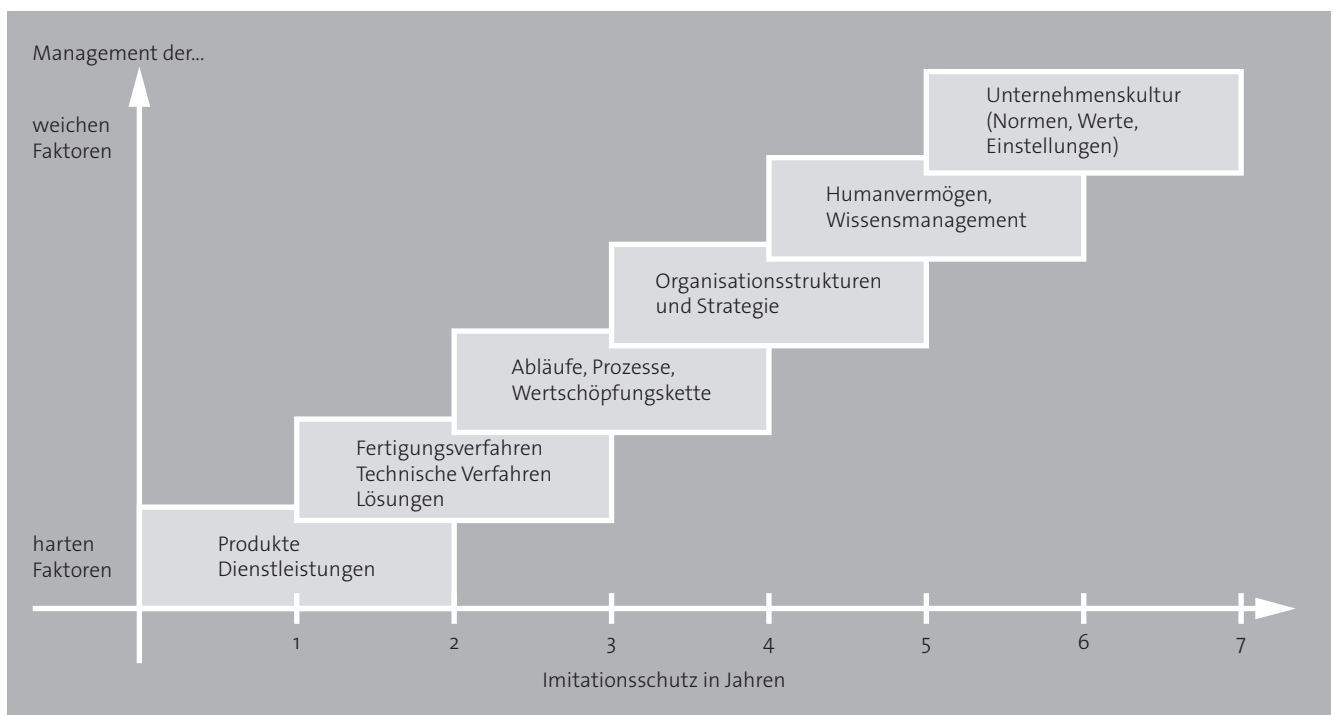 Management der...
weichen
Faktoren
Unternehmenskultur
(Normen, Werte,
Einstellungen)
Humanvermögen,
Wissensmanagement
Organisationsstrukturen
und Strategie
Abläufe, Prozesse,
Wertschöpfungskette
Fertigungsverfahren
Technische Verfahren
Lösungen
harten
Faktoren
Produkte
Dienstleistungen
1 2 3 4 5 6 7
Imitationsschutz in Jahren